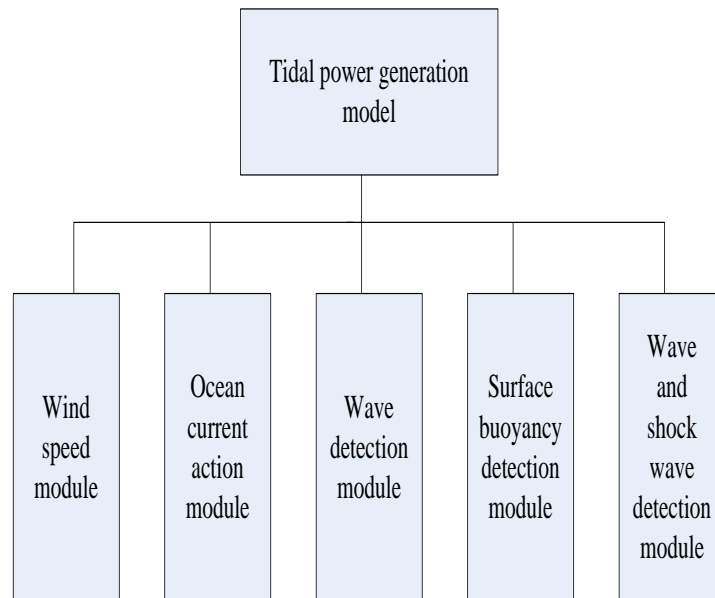 Tidal power generation
model
Wind
speed
module
Ocean
current
action
module
Wave
detection
module
Surface
buoyancy
detection
module
Wave
and
shock
wave
detection
module